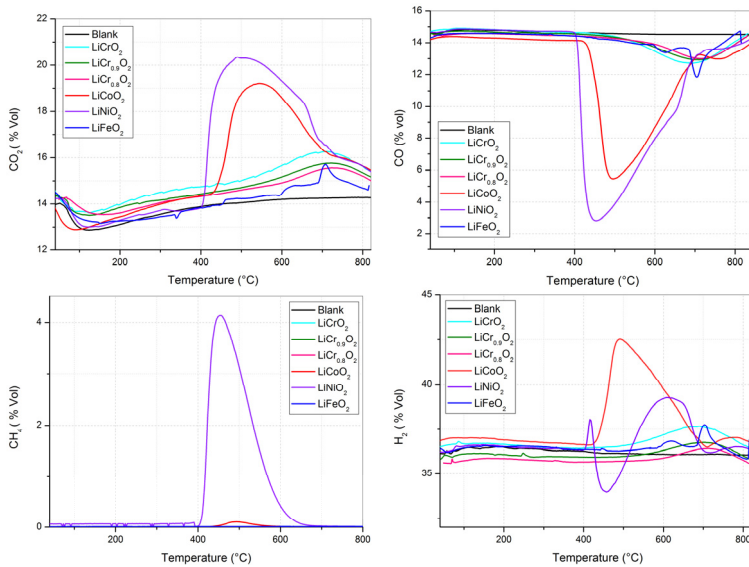 22
20
18
16
14
12
CO2 ( % Vol)
Blank
LiCrO2
LiCr0.9O2
LiCr0.8O2
LiCoO2
LiNiO2
LiFeO2
200 400 600 800
Temperature (°C)
16
14
12
10
8
6
4
2
CO (% vol)
Blank
LiCrO2
LiCr0.9O2
LiCr0.8O2
LiCoO2
LiNiO2
LiFeO2
200 400 600 800
Temperature (°C)
4
2
0
CH4 ( % Vol)
Blank
LiCrO2
LiCr0.9O2
LiCr0.8O2
LiCoO2
LiNiO2
LiFeO2
200 400 600 800
Temperature (°C)
45
42
37
35
32
H2 ( % Vol)
Blank
LiCrO2
LiCr0.9O2
LiCr0.8O2
LiCoO2
LiNiO2
LiFeO2
200 400 600 800
Temperature (°C)